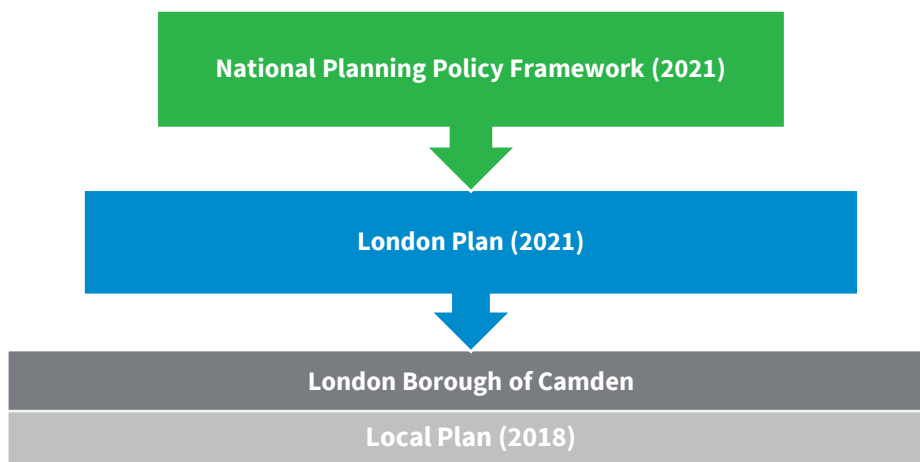 National Planning Policy Framework (2021)
London Plan (2021)
London Borough of Camden
Local Plan (2018)